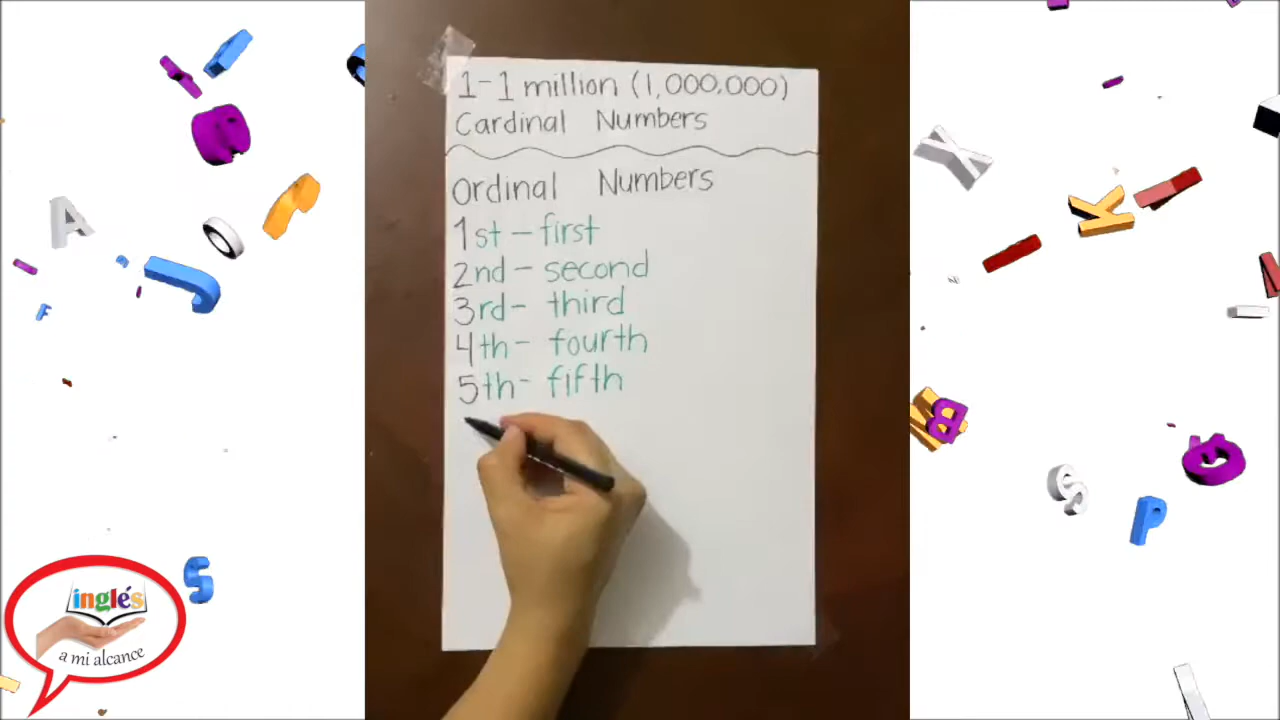 1-1 million (1,000,000)
Cardinal Numbers
Ordinal Numbers
1st - first
2nd - second
3rd - third
4th - fourth
5th - fifth
inglés
a mi alcance